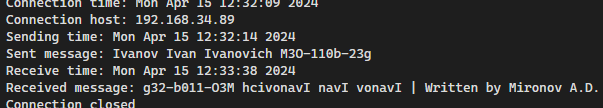 Connection time: Mon Apr 15 12:32:09 2024
Connection host: 192.168.34.89
Sending time: Mon Apr 15 12:32:14 2024
Sent message: Ivanov Ivan Ivanovich M3O-110b-23g
Receive time: Mon Apr 15 12:33:38 2024
Received message: g32-b011-O3M hcivonavI navI vonavI | Written by Mironov A.D.
Connection closed